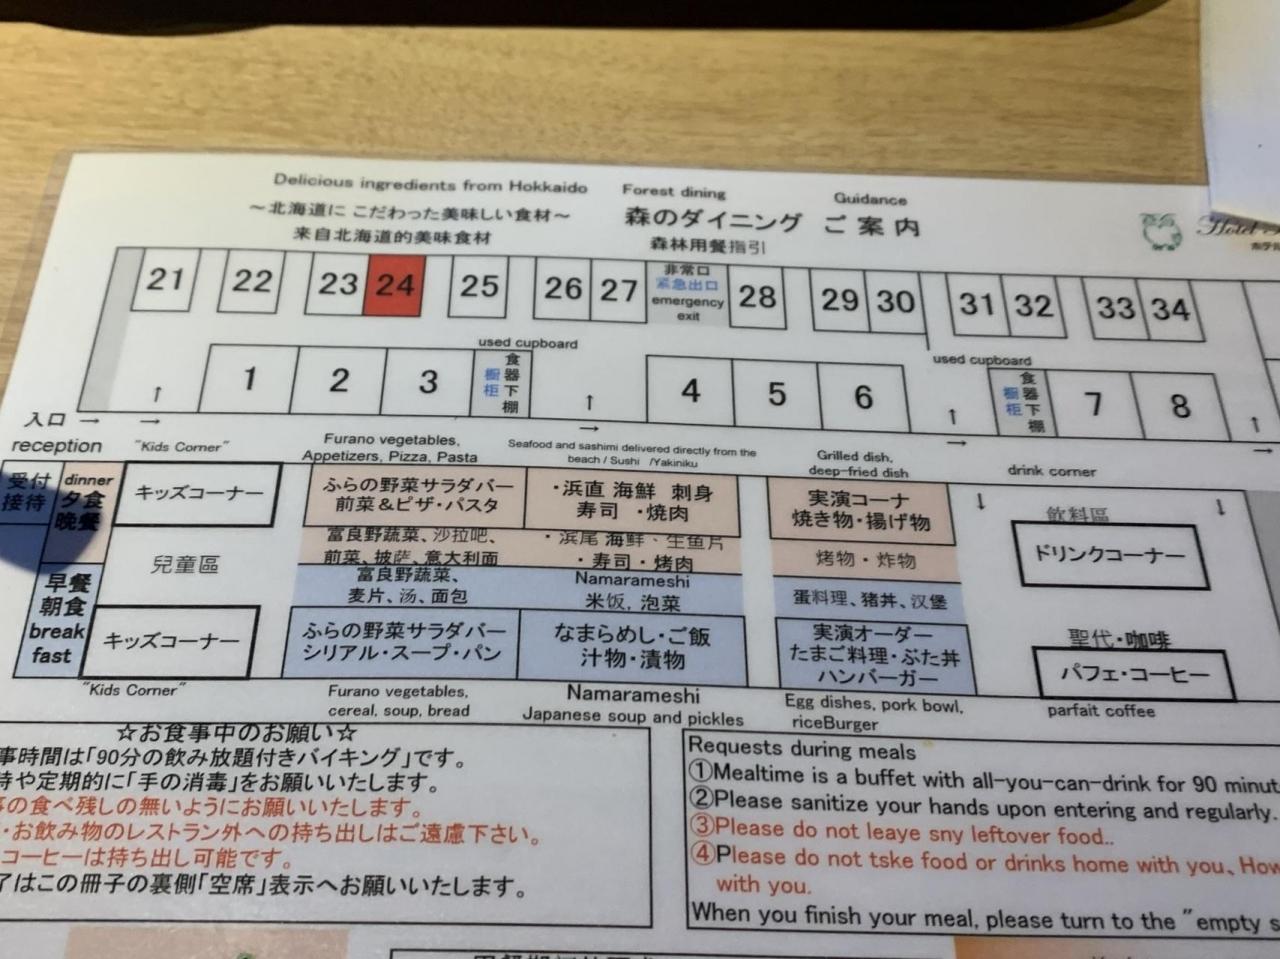 Delicious ingredients from Hokkaido Forest dining Guidance
～北海道に こだわった美味しい食材～ 森のダイニング ご案内
来自北海道的美味食材 森林用餐指引
Hotel
21 22 23 24 25 26 27 非常口 28 29 30 31 32 33 34
緊急出口
emergency
exit
used cupboard
used cupboard
1 2 3 食器下棚 橱柜 4 5 6 食器下棚 橱柜 7 8
↑ ↑ ↑ ↑
入口 → → → → →
reception "Kids Corner" Furano vegetables, Seafood and sashimi delivered directly from the Grilled dish, drink corner
Appetizers, Pizza, Pasta beach / Sushi /Yakiniku deep-fried dish
受付 dinner キッズコーナー ふらの野菜サラダバー ・浜直 海鮮 刺身 実演コーナ ↓ ↓
接待 夕食 前菜＆ピザ・パスタ 寿司 ・焼肉 焼き物・揚げ物 飲料區
晩餐 富良野蔬菜、沙拉吧、 ・浜尾 海鮮、生鱼片 ドリンクコーナー
兒童區 前菜、披萨、意大利面 ・寿司・烤肉 烤物・炸物
早餐 富良野蔬菜、 Namarameshi
朝食 麦片、汤、面包 米饭, 泡菜 蛋料理、猪丼、汉堡
break キッズコーナー ふらの野菜サラダバー なまらめし・ご飯 実演オーダー 聖代・咖啡
fast シリアル・スープ・パン 汁物・漬物 たまご料理・ぶた丼 パフェ・コーヒー
ハンバーガー
"Kids Corner" Furano vegetables, Namarameshi Egg dishes, pork bowl, parfait coffee
cereal, soup, bread Japanese soup and pickles riceBurger
☆お食事中のお願い☆
事時間は「90分の飲み放題付きバイキング」です。
時や定期的に「手の消毒」をお願いいたします。
の食べ残しの無いようにお願いいたします。
・お飲み物のレストラン外への持ち出しはご遠慮下さい。
コーヒーは持ち出し可能です。
了はこの冊子の裏側「空席」表示へお願いいたします。
Requests during meals
①Mealtime is a buffet with all-you-can-drink for 90 minut
②Please sanitize your hands upon entering and regularly.
③Please do not leaye sny leftover food..
④Please do not tske food or drinks home with you、How
with you.
When you finish your meal, please turn to the "empty s